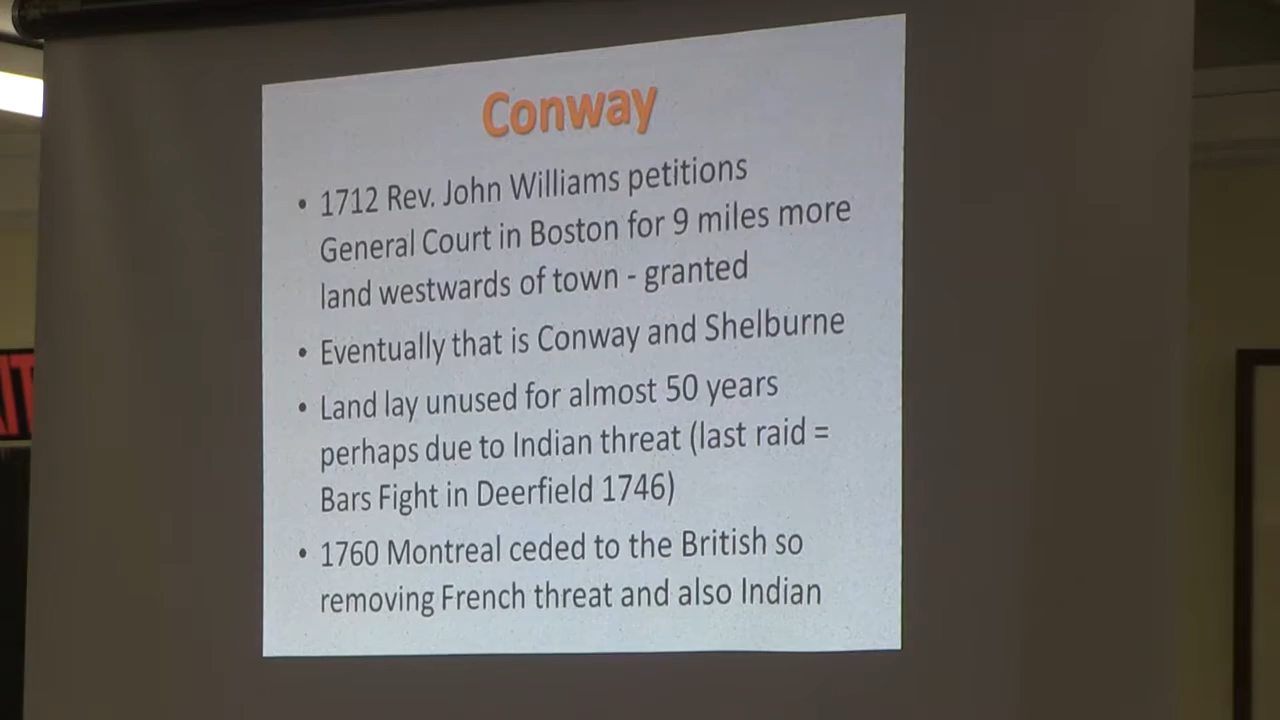 Conway
• 1712 Rev. John Williams petitions
General Court in Boston for 9 miles more
land westwards of town - granted
• Eventually that is Conway and Shelburne
• Land lay unused for almost 50 years
perhaps due to Indian threat (last raid =
Bars Fight in Deerfield 1746)
• 1760 Montreal ceded to the British so
removing French threat and also Indian